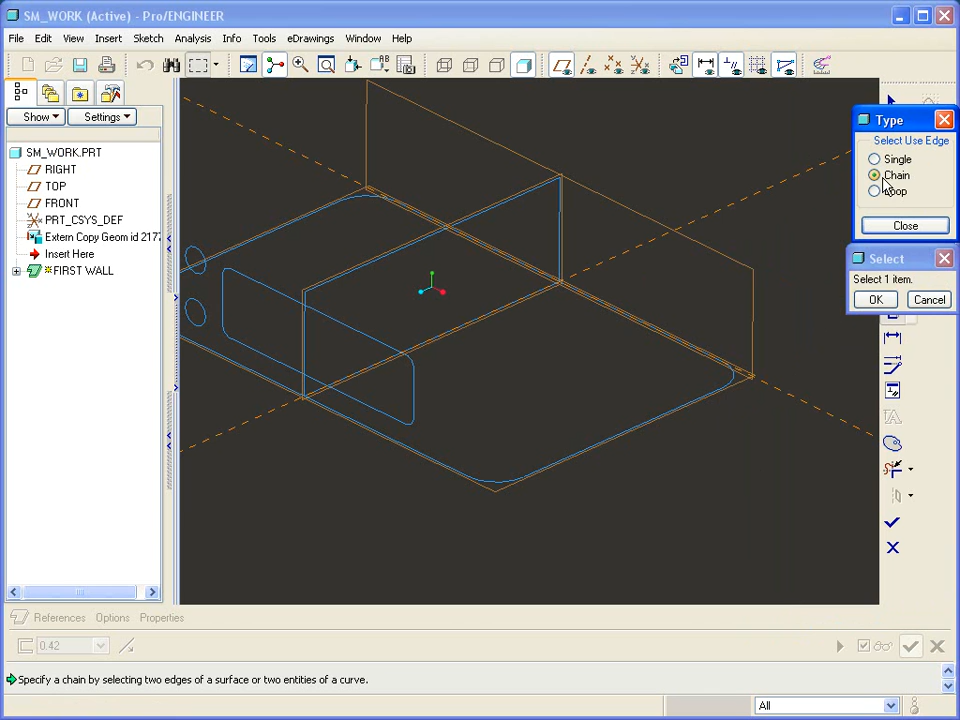 SM_WORK (Active) - Pro/ENGINEER
File Edit View Insert Sketch Analysis Info Tools eDrawings Window Help
Show Settings
SM_WORK.PRT
RIGHT
TOP
FRONT
PRT_CSYS_DEF
Extern Copy Geom id 2177
Insert Here
FIRST WALL
Type
Select Use Edge
Single
Chain
Loop
Close
Select
Select 1 item.
OK Cancel
References Options Properties
0.42
Specify a chain by selecting two edges of a surface or two entities of a curve.
All